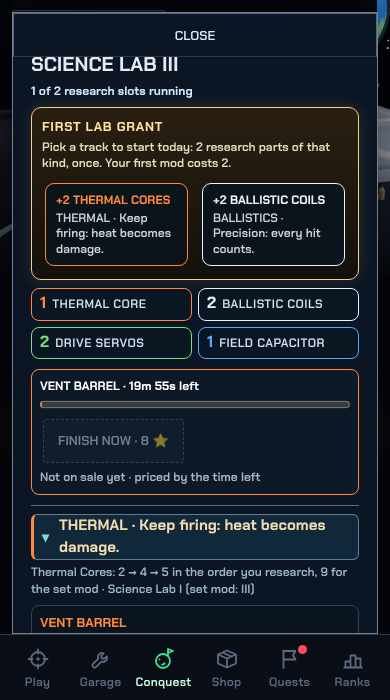 CLOSE
SCIENCE LAB III
1 of 2 research slots running
FIRST LAB GRANT
Pick a track to start today: 2 research parts of that
kind, once. Your first mod costs 2.
+2 THERMAL CORES
THERMAL · Keep
firing: heat becomes
damage.
+2 BALLISTIC COILS
BALLISTICS ·
Precision: every hit
counts.
1 THERMAL CORE
2 BALLISTIC COILS
2 DRIVE SERVOS
1 FIELD CAPACITOR
VENT BARREL · 19m 55s left
FINISH NOW · 8 ⭐
Not on sale yet · priced by the time left
▼ THERMAL · Keep firing: heat becomes
damage.
Thermal Cores: 2 → 4 → 5 in the order you research, 9 for
the set mod · Science Lab I (set mod: III)
VENT BARREL
Play
Garage
Conquest
Shop
Quests
Ranks